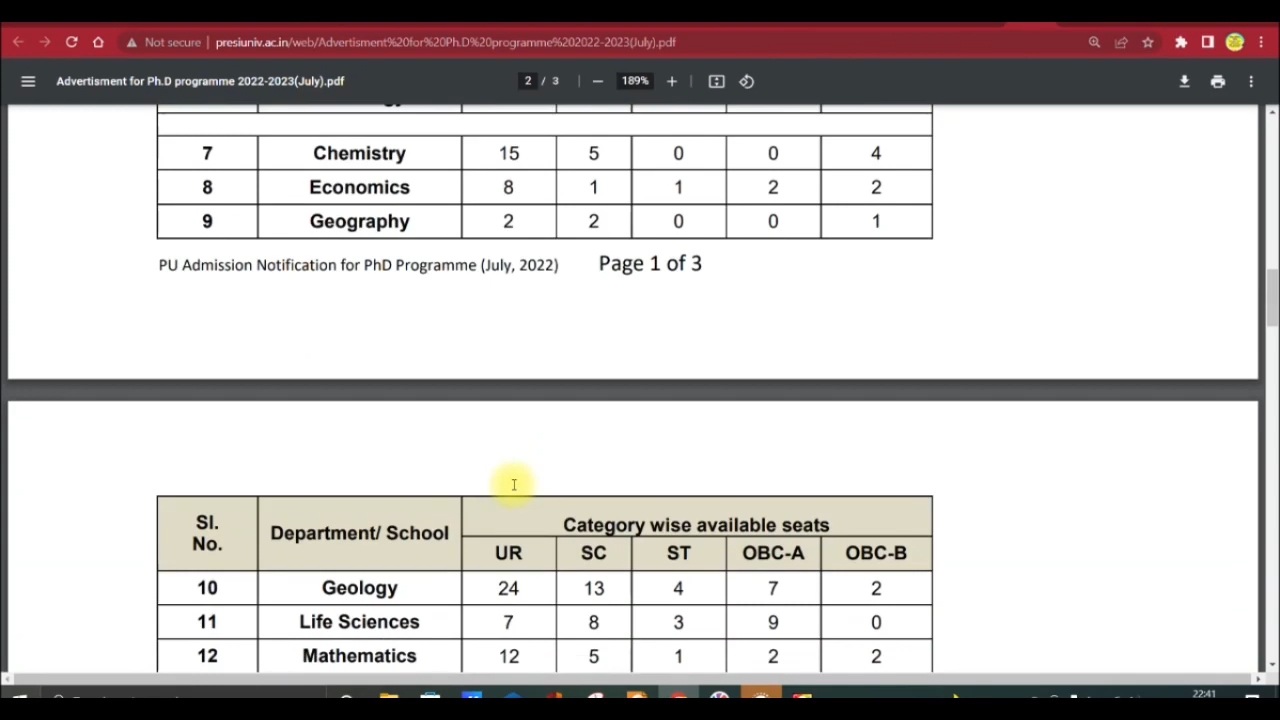 Not secure | presiuniv.ac.in/web/Advertisment%20for%20Ph.D%20programme%202022-2023(July).pdf
Advertisment for Ph.D programme 2022-2023(July).pdf 2 / 3 189%
7 Chemistry 15 5 0 0 4
8 Economics 8 1 1 2 2
9 Geography 2 2 0 0 1
PU Admission Notification for PhD Programme (July, 2022) Page 1 of 3
Sl. No. Department/ School Category wise available seats
UR SC ST OBC-A OBC-B
10 Geology 24 13 4 7 2
11 Life Sciences 7 8 3 9 0
12 Mathematics 12 5 1 2 2
22:41